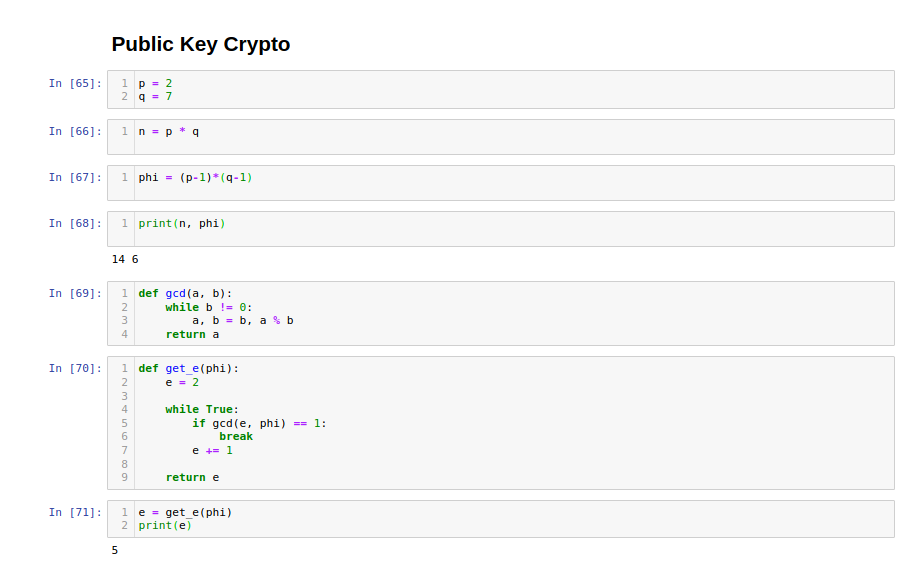 Public Key Crypto
In [65]: 1 p = 2
2 q = 7
In [66]: 1 n = p * q
In [67]: 1 phi = (p-1)*(q-1)
In [68]: 1 print(n, phi)
14 6
In [69]: 1 def gcd(a, b):
2     while b != 0:
3         a, b = b, a % b
4     return a
In [70]: 1 def get_e(phi):
2     e = 2
3
4     while True:
5         if gcd(e, phi) == 1:
6             break
7         e += 1
8
9     return e
In [71]: 1 e = get_e(phi)
2 print(e)
5